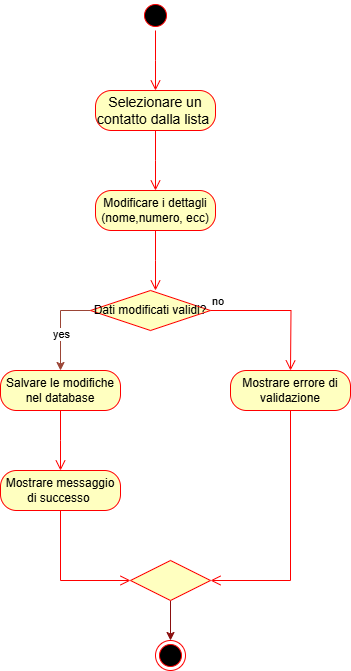 Selezionare un
contatto dalla lista
Modificare i dettagli
(nome,numero, ecc)
Dati modificati validi?
no
yes
Salvare le modifiche
nel database
Mostrare errore di
validazione
Mostrare messaggio
di successo